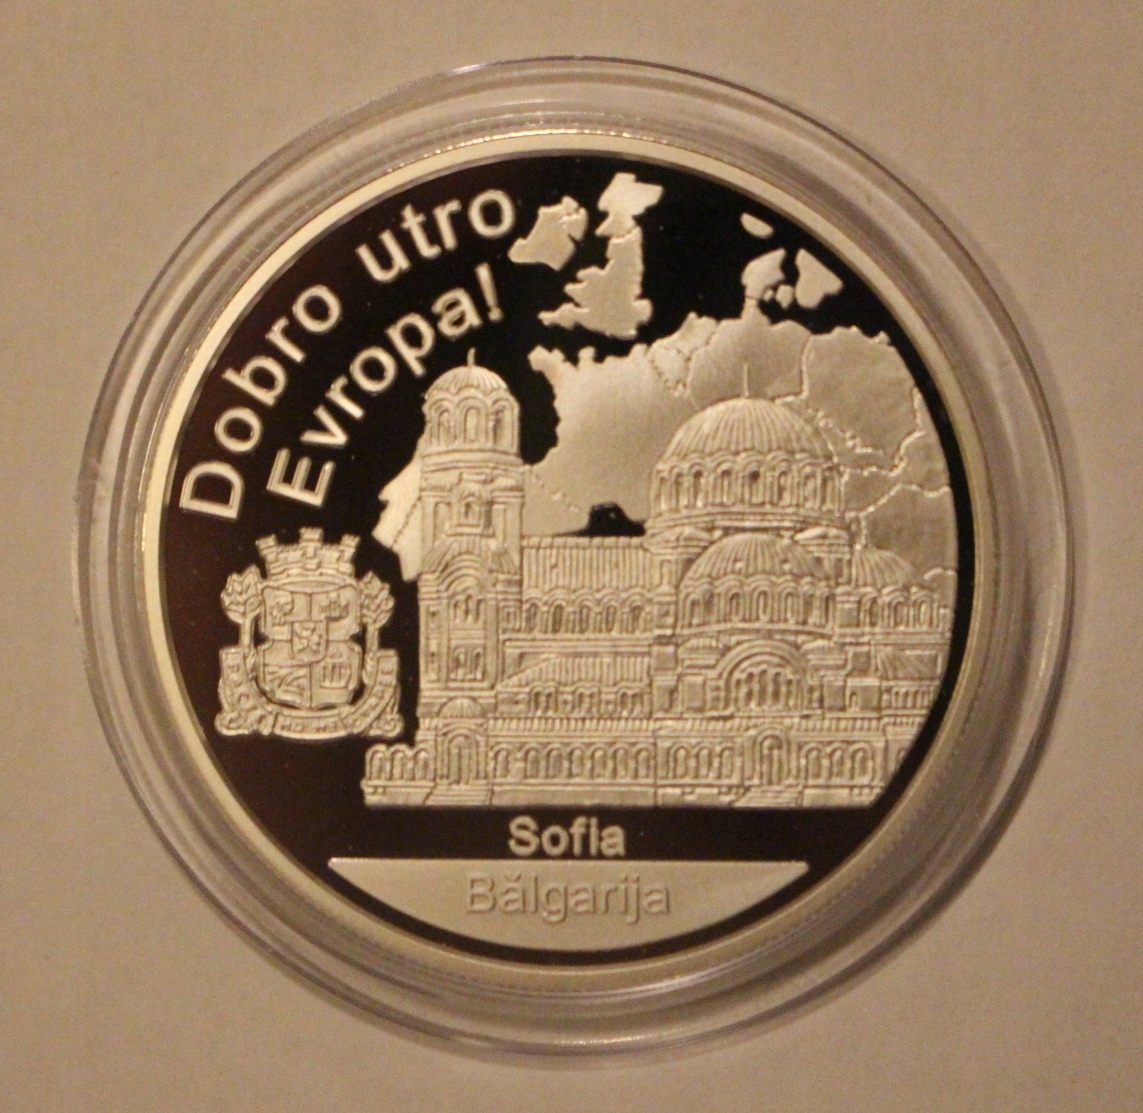 Dobro utro
Evropa!
Sofia
Bălgarija